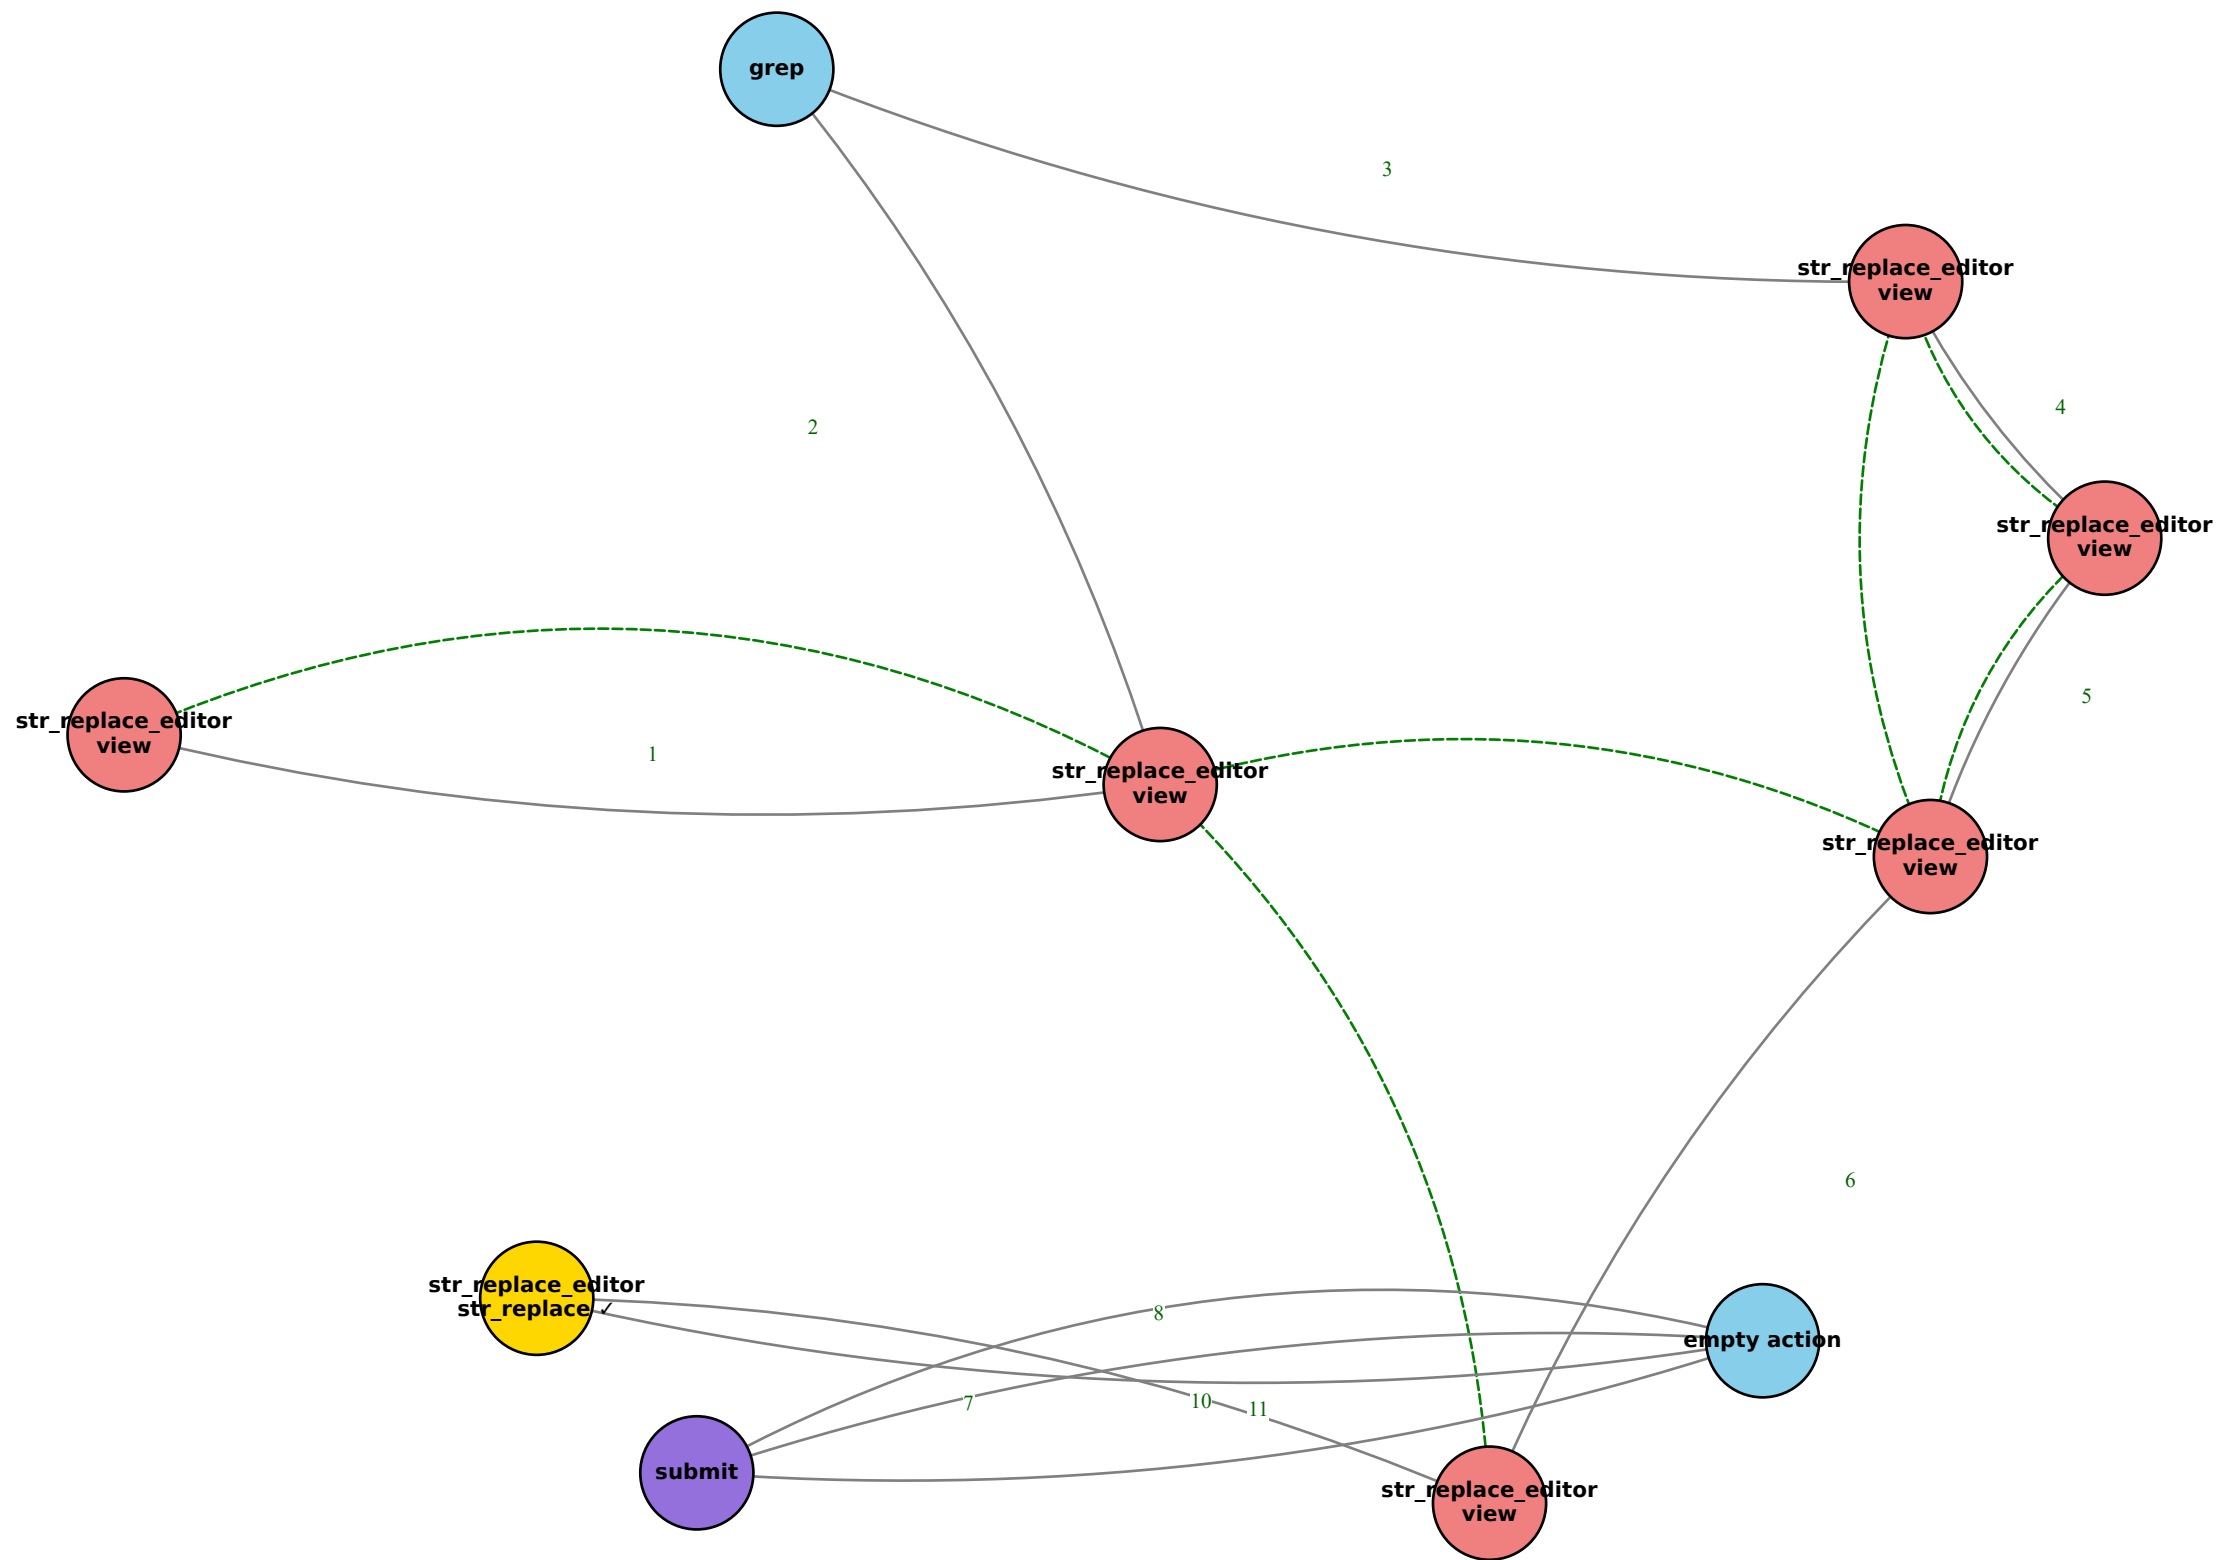 grep
3
str_replace_editor
view
4
2
str_replace_editor
view
5
str_replace_editor
view
1
str_replace_editor
view
str_replace_editor
view
6
str_replace_editor
str_replace ✓
8
empty action
7
10
11
submit
str_replace_editor
view